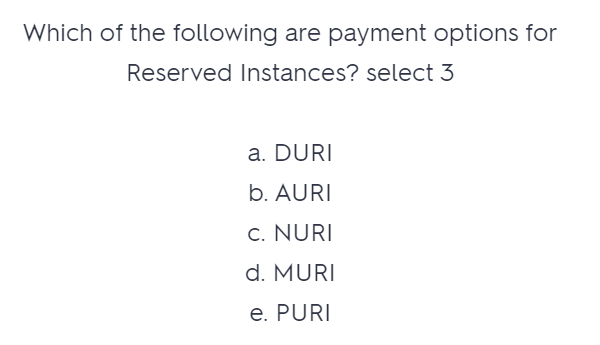 Which of the following are payment options for
Reserved Instances? select 3
a. DURI
b. AURI
c. NURI
d. MURI
e. PURI